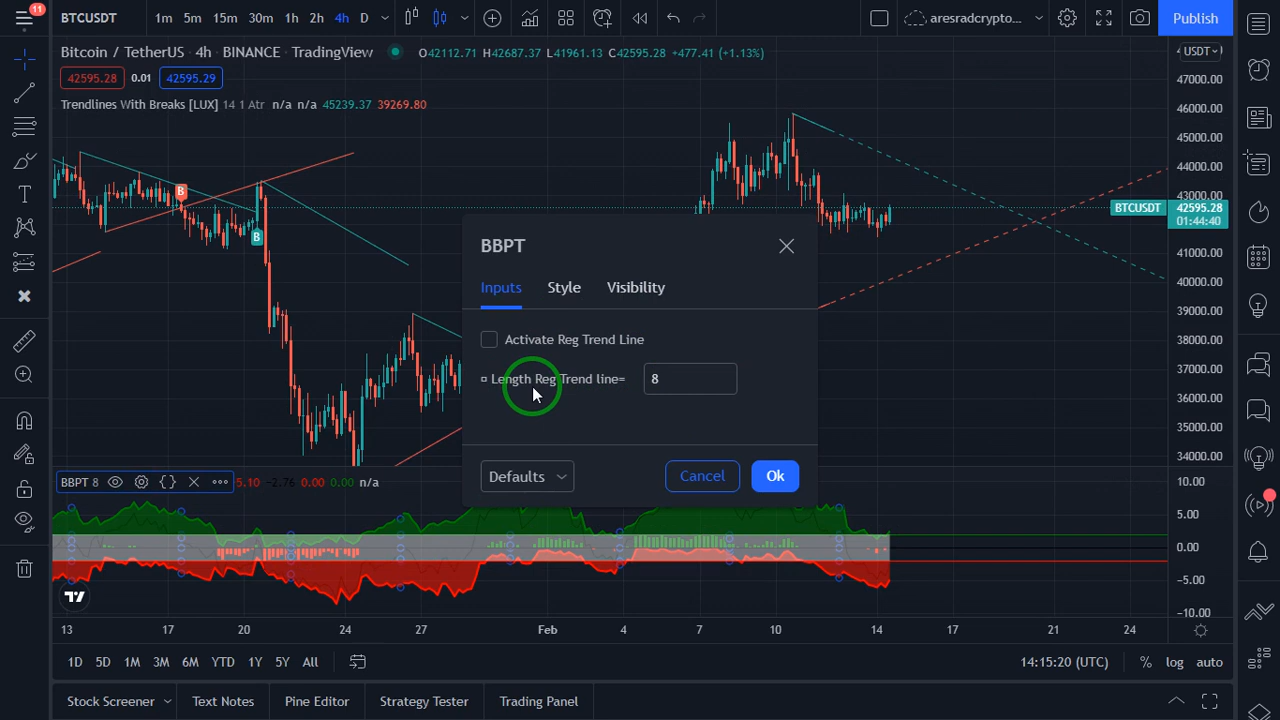 11
BTCUSDT
1m 5m 15m 30m 1h 2h 4h D
aresradcrypto...
Publish
Bitcoin / TetherUS · 4h · BINANCE · TradingView
O42112.71 H42687.37 L41961.13 C42595.28 +477.41 (+1.13%)
USDT
42595.28 0.01 42595.29
Trendlines With Breaks [LUX] 14 1 Atr n/a n/a 45239.37 39269.80
47000.00
46000.00
45000.00
44000.00
43000.00
BTCUSDT 42595.28
01:44:40
41000.00
40000.00
39000.00
38000.00
37000.00
36000.00
35000.00
34000.00
B
B
BBPT
Inputs Style Visibility
Activate Reg Trend Line
¤ Length Reg Trend line= 8
Defaults Cancel Ok
BBPT 8 5.10 -2.76 0.00 0.00 n/a
10.00
5.00
0.00
−5.00
−10.00
13 17 20 24 27 Feb 4 7 10 14 17 21 24
1D 5D 1M 3M 6M YTD 1Y 5Y All
14:15:20 (UTC) % log auto
Stock Screener Text Notes Pine Editor Strategy Tester Trading Panel